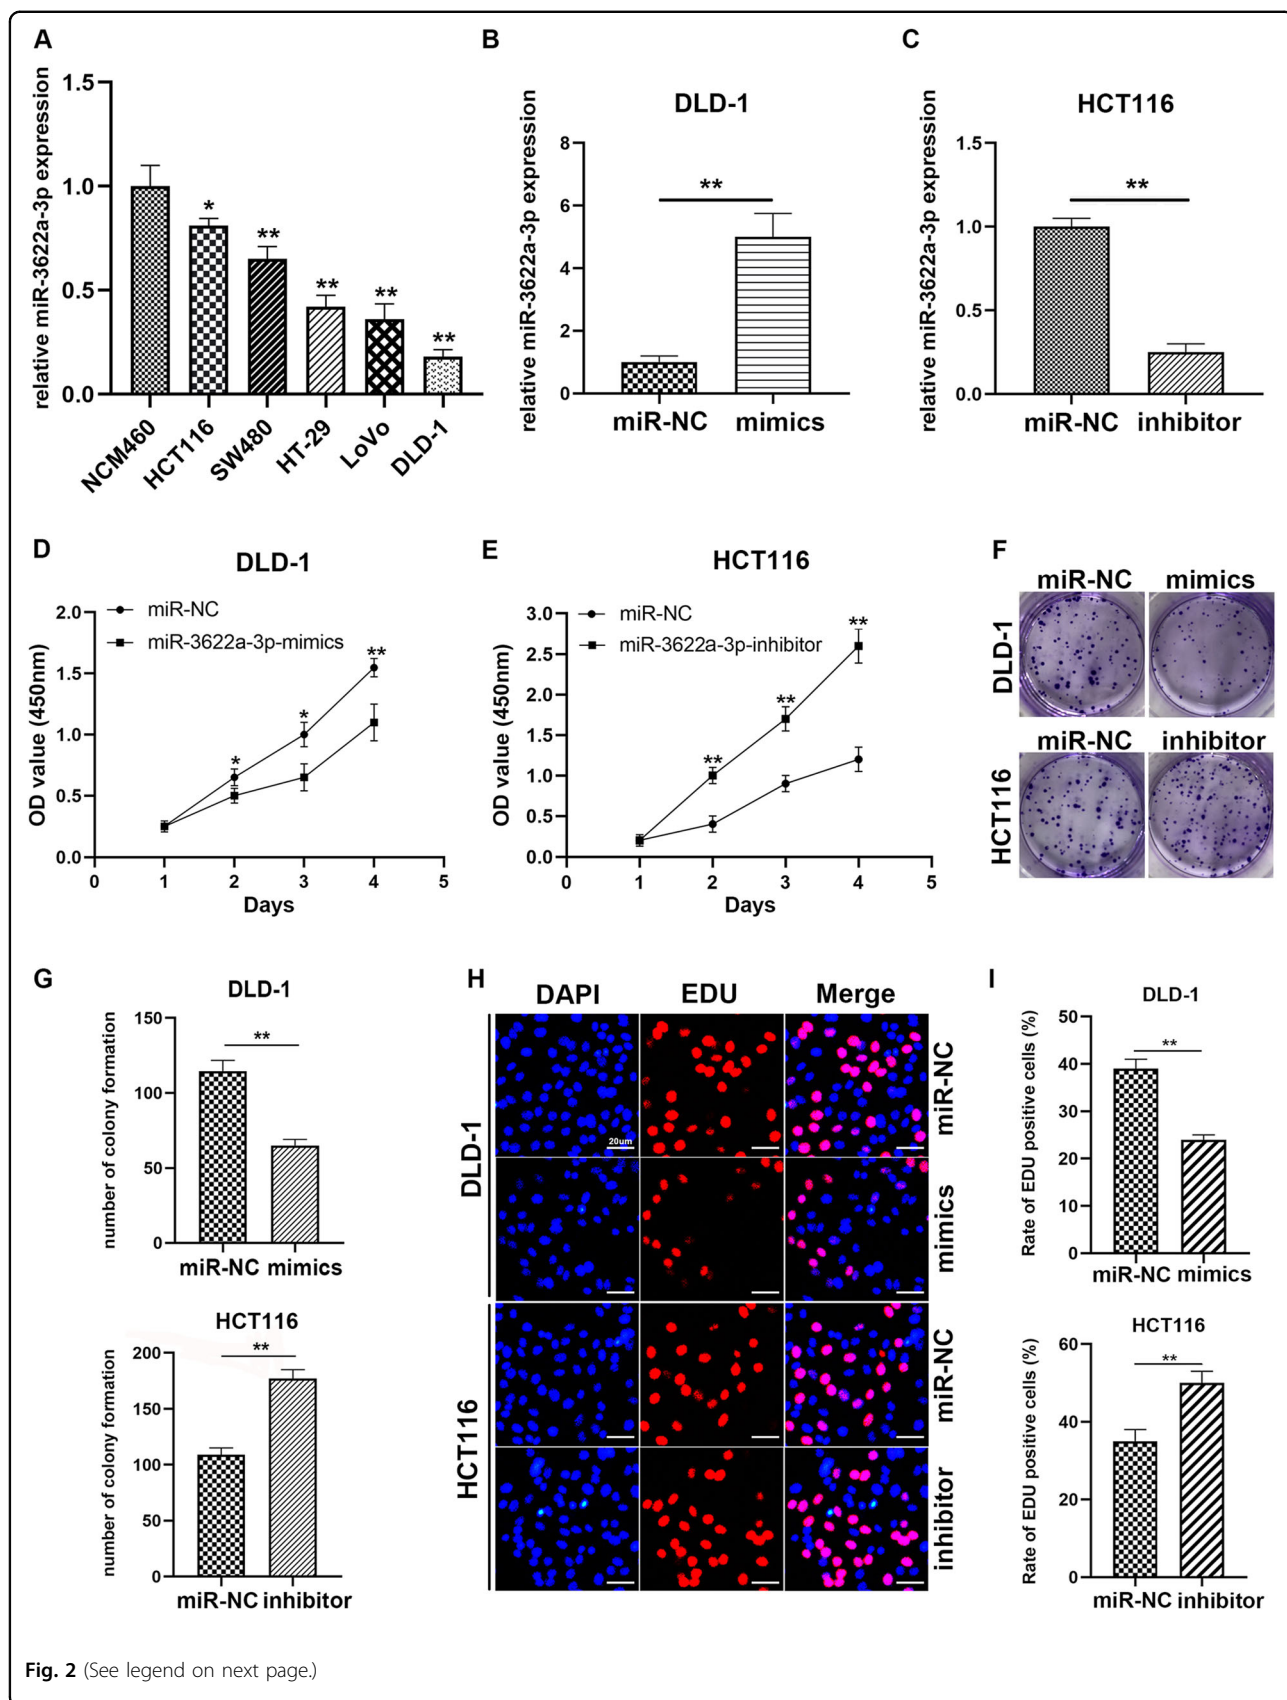 A
relative miR-3622a-3p expression
1.5
1.0
0.5
0.0
*
**
**
**
**
NCM460
HCT116
SW480
HT-29
LoVo
DLD-1
B
DLD-1
relative miR-3622a-3p expression
8
6
4
2
0
**
miR-NC
mimics
C
HCT116
relative miR-3622a-3p expression
1.5
1.0
0.5
0.0
**
miR-NC
inhibitor
D
DLD-1
miR-NC
miR-3622a-3p-mimics
OD value (450nm)
2.0
1.5
1.0
0.5
0.0
*
*
**
0 1 2 3 4 5
Days
E
HCT116
miR-NC
miR-3622a-3p-inhibitor
OD value (450nm)
3.0
2.5
2.0
1.5
1.0
0.5
0.0
**
**
**
0 1 2 3 4 5
Days
F
miR-NC mimics
DLD-1
miR-NC inhibitor
HCT116
G
DLD-1
number of colony formation
150
100
50
0
**
miR-NC mimics
HCT116
number of colony formation
200
150
100
50
0
**
miR-NC inhibitor
H
DAPI EDU Merge
DLD-1
20um
miR-NC
mimics
HCT116
miR-NC
inhibitor
I
DLD-1
Rate of EDU positive cells (%)
50
40
30
20
10
0
**
miR-NC mimics
HCT116
Rate of EDU positive cells (%)
60
40
20
0
**
miR-NC inhibitor
Fig. 2 (See legend on next page.)